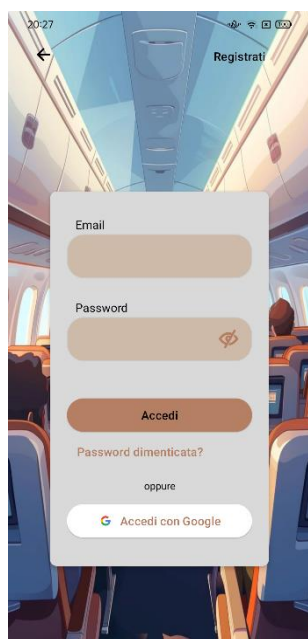 20:27
Registrati
Email
Password
Accedi
Password dimenticata?
oppure
Accedi con Google